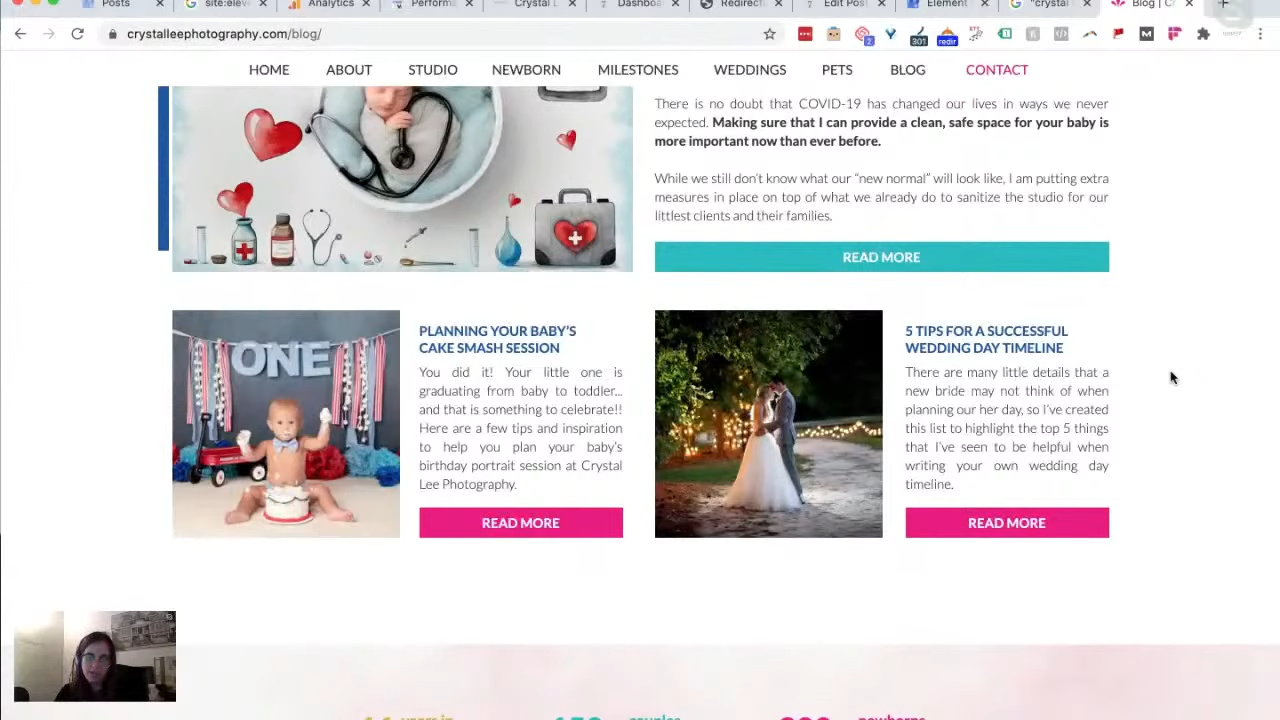 Posts
site:elev
Analytics
Performa
Crystal L
Dashboa
Redirect
Edit Post
Element
"crystal
Blog | Cr
crystalleephotography.com/blog/
2
301
redir
HOME ABOUT STUDIO NEWBORN MILESTONES WEDDINGS PETS BLOG CONTACT
There is no doubt that COVID-19 has changed our lives in ways we never
expected. Making sure that I can provide a clean, safe space for your baby is
more important now than ever before.
While we still don't know what our “new normal” will look like, I am putting extra
measures in place on top of what we already do to sanitize the studio for our
littlest clients and their families.
READ MORE
ONE
PLANNING YOUR BABY’S
CAKE SMASH SESSION
You did it! Your little one is
graduating from baby to toddler...
and that is something to celebrate!!
Here are a few tips and inspiration
to help you plan your baby’s
birthday portrait session at Crystal
Lee Photography.
READ MORE
5 TIPS FOR A SUCCESSFUL
WEDDING DAY TIMELINE
There are many little details that a
new bride may not think of when
planning our her day, so I’ve created
this list to highlight the top 5 things
that I’ve seen to be helpful when
writing your own wedding day
timeline.
READ MORE
years in
couples
newborns